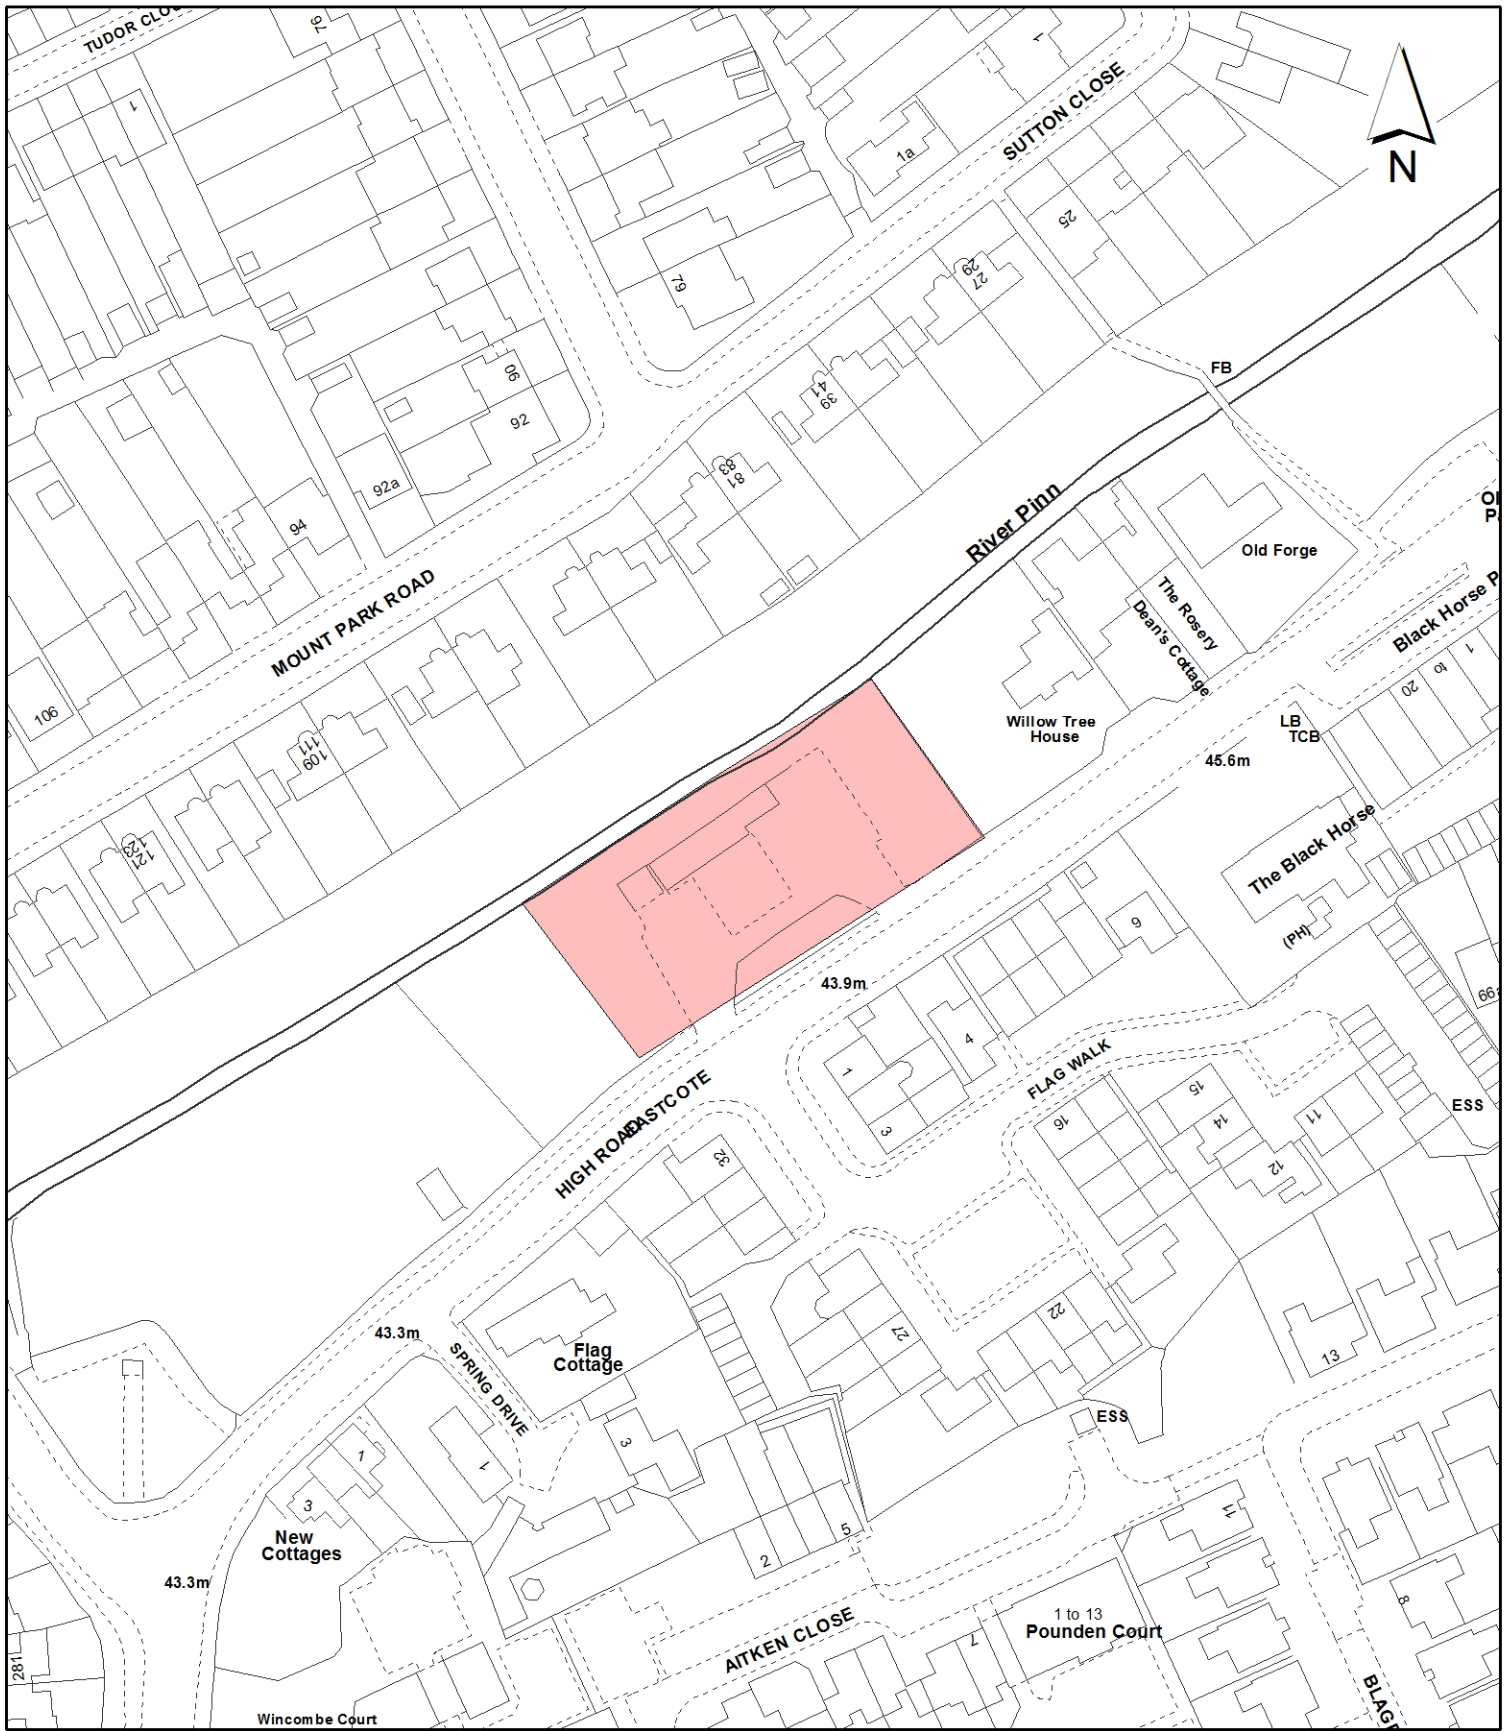 TUDOR CLOS
76
1
1
SUTTON CLOSE
1a
N
25
79
29
27
90
92
92a
41
39
FB
83
81
94
River Pinn
Old Forge
MOUNT PARK ROAD
The Rosery
Dean's Cottage
Black Horse P
1
to
20
106
Willow Tree
House
LB
TCB
45.6m
111
109
123
121
The Black Horse
(PH)
9
43.9m
99a
4
1
3
FLAG WALK
15
14
16
11
12
ESS
HIGH ROAD
EASTCOTE
32
43.3m
Flag
Cottage
SPRING DRIVE
27
22
13
ESS
3
1
1
3
New
Cottages
5
2
11
43.3m
AITKEN CLOSE
7
1 to 13
Pounden Court
8
281
BLAG
Wincombe Court